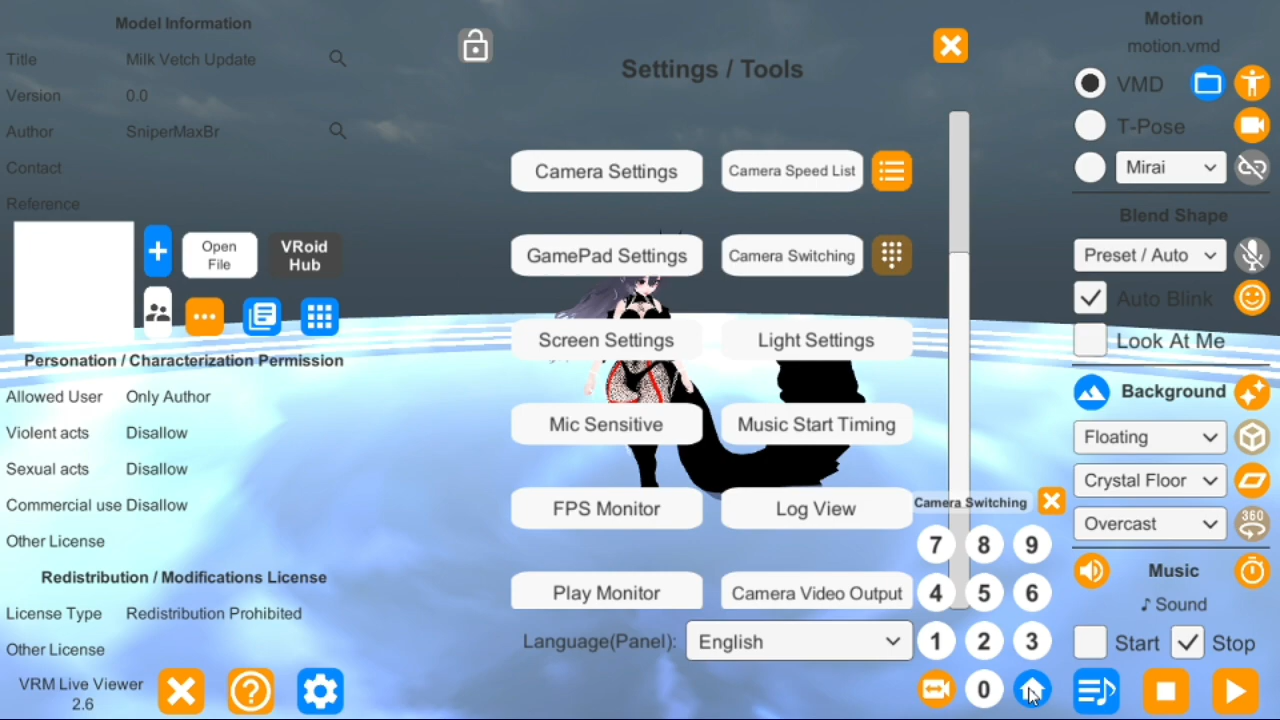 Model Information
Title Milk Vetch Update
Version 0.0
Author SniperMaxBr
Contact
Reference
Open File
VRoid Hub
Personation / Characterization Permission
Allowed User Only Author
Violent acts Disallow
Sexual acts Disallow
Commercial use Disallow
Other License
Redistribution / Modifications License
License Type Redistribution Prohibited
Other License
VRM Live Viewer
2.6
Settings / Tools
Camera Settings Camera Speed List
GamePad Settings Camera Switching
Screen Settings Light Settings
Mic Sensitive Music Start Timing
FPS Monitor Log View
Play Monitor Camera Video Output
Language(Panel): English
Camera Switching
7 8 9
4 5 6
1 2 3
0
Motion
motion.vmd
VMD
T-Pose
Mirai
Blend Shape
Preset / Auto
Auto Blink
Look At Me
Background
Floating
Crystal Floor
Overcast
360
Music
♪ Sound
Start Stop